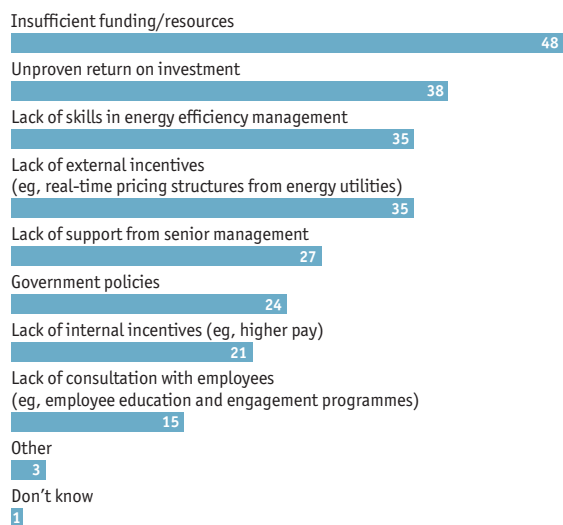 Insufficient funding/resources
48
Unproven return on investment
38
Lack of skills in energy efficiency management
35
Lack of external incentives
(eg, real-time pricing structures from energy utilities)
35
Lack of support from senior management
27
Government policies
24
Lack of internal incentives (eg, higher pay)
21
Lack of consultation with employees
(eg, employee education and engagement programmes)
15
Other
3
Don’t know
1